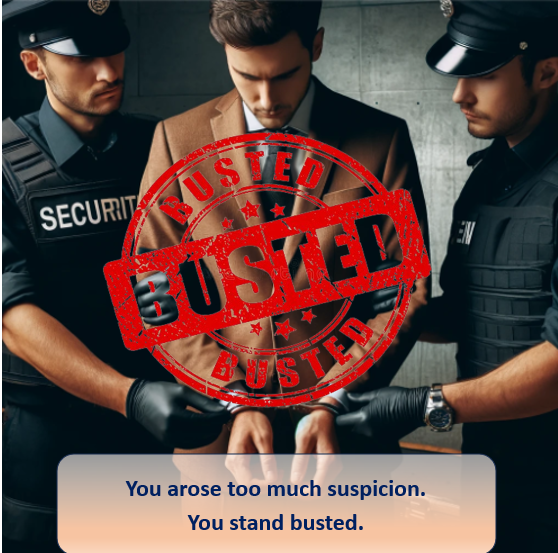 BUSTED
SECURIT
BUSTED
BUSTED
You arose too much suspicion.
You stand busted.